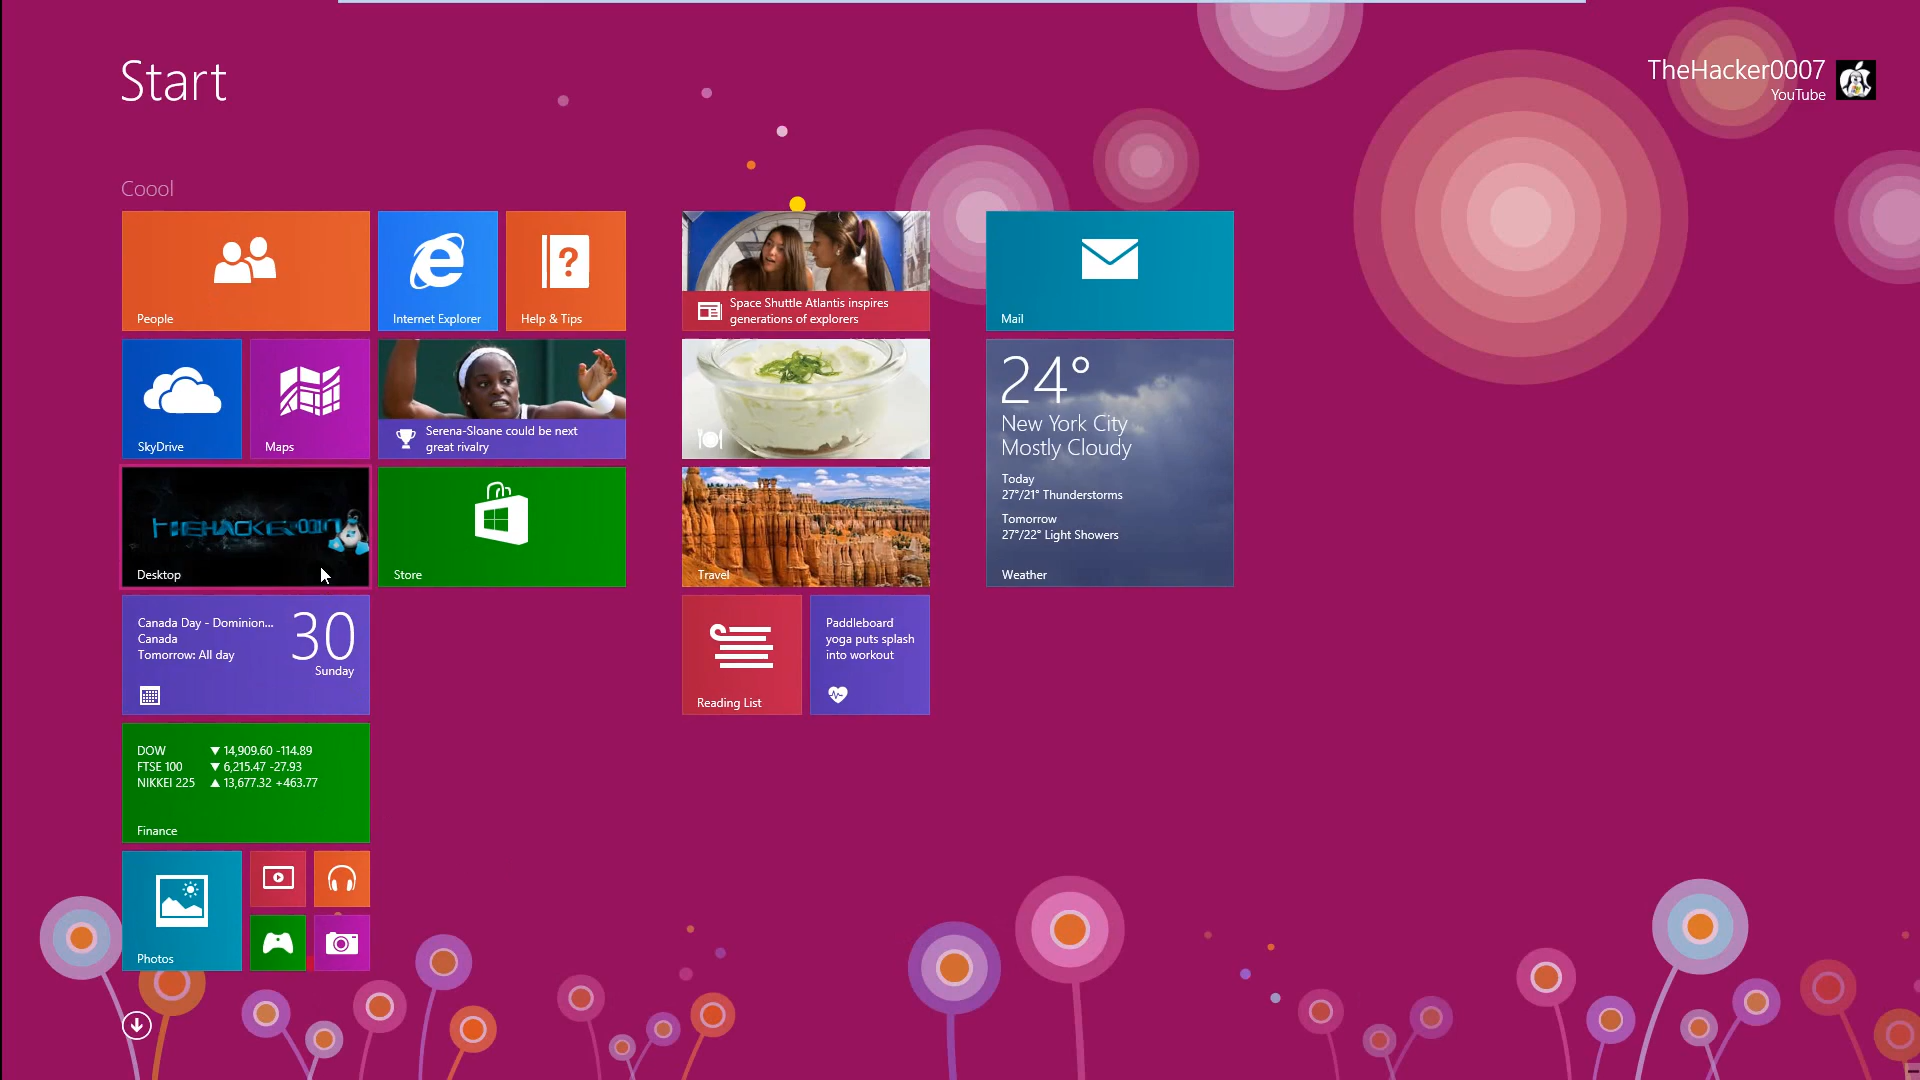 Start
TheHacker0007
YouTube
Coool
People
Internet Explorer
Help & Tips
Space Shuttle Atlantis inspires
generations of explorers
Mail
SkyDrive
Maps
Serena-Sloane could be next
great rivalry
24°
New York City
Mostly Cloudy
Today
27°/21° Thunderstorms
Tomorrow
27°/22° Light Showers
Weather
THEHACKER0007
Desktop
Store
Travel
Canada Day - Dominion...
Canada
Tomorrow: All day
30
Sunday
Reading List
Paddleboard
yoga puts splash
into workout
DOW ▼ 14,909.60 -114.89
FTSE 100 ▼ 6,215.47 -27.93
NIKKEI 225 ▲ 13,677.32 +463.77
Finance
Photos